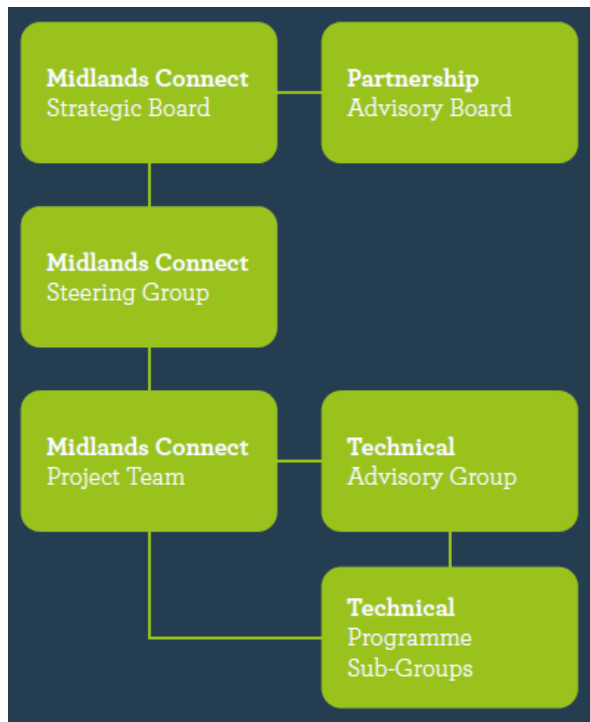 Midlands Connect
Strategic Board
Partnership
Advisory Board
Midlands Connect
Steering Group
Midlands Connect
Project Team
Technical
Advisory Group
Technical
Programme
Sub-Groups